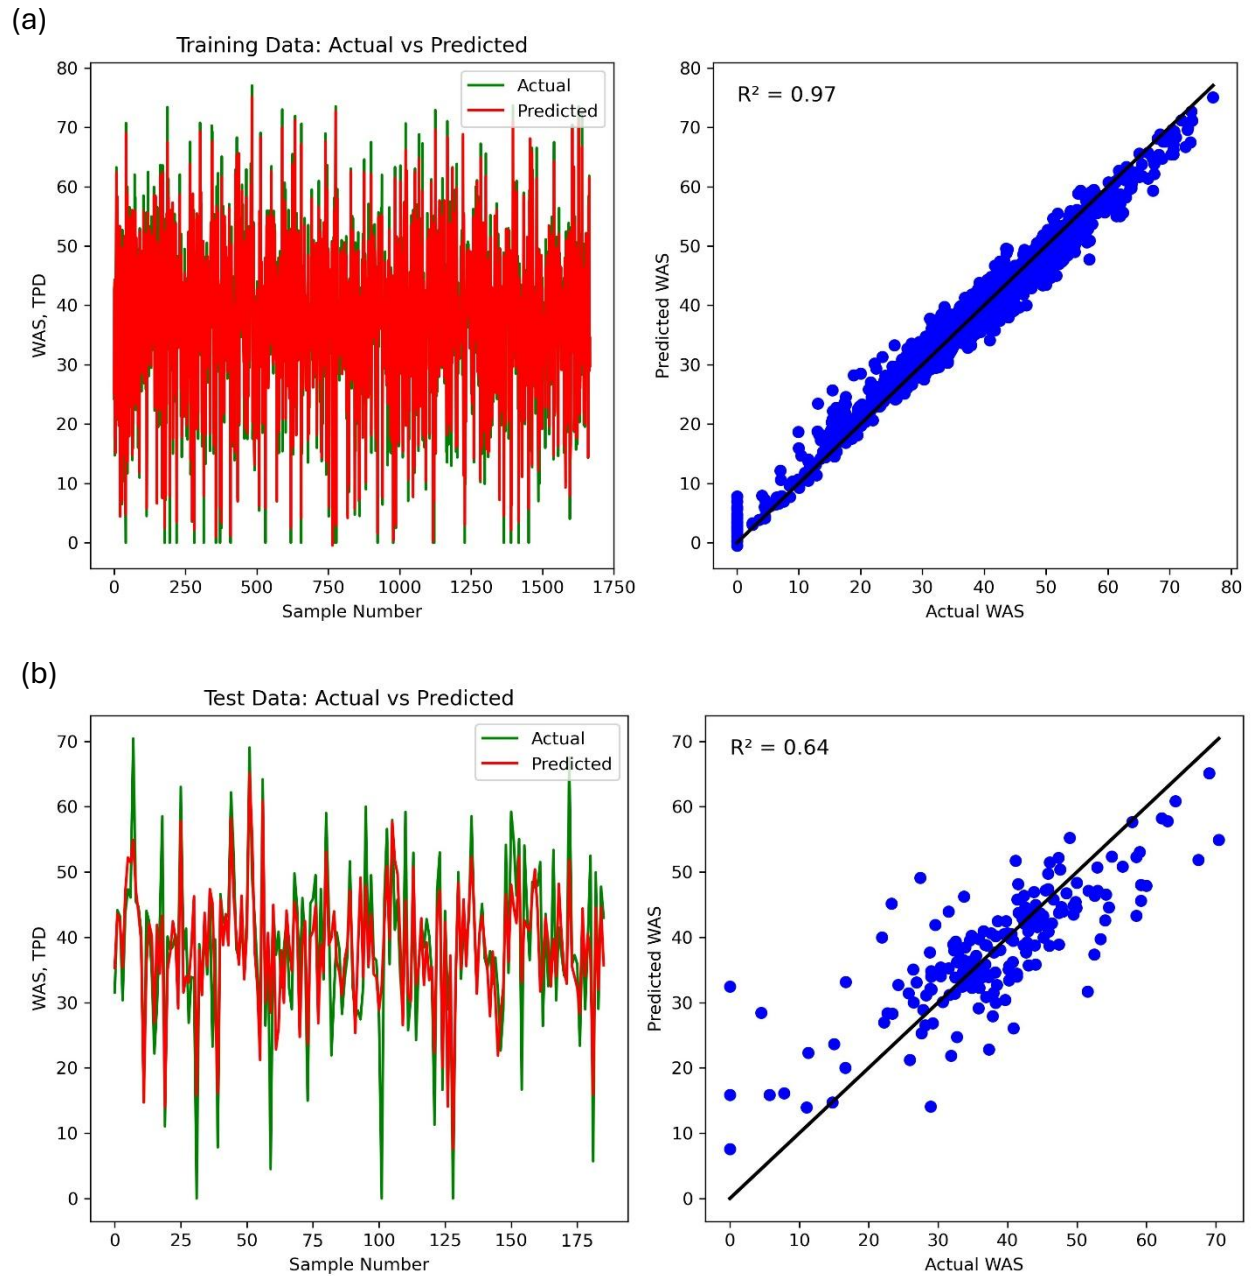 (a)
Training Data: Actual vs Predicted
80
70
60
50
40
30
20
10
0
WAS, TPD
Actual
Predicted
0 250 500 750 1000 1250 1500 1750
Sample Number
R² = 0.97
80
70
60
50
40
30
20
10
0
Predicted WAS
0 10 20 30 40 50 60 70 80
Actual WAS
(b)
Test Data: Actual vs Predicted
70
60
50
40
30
20
10
0
WAS, TPD
Actual
Predicted
0 25 50 75 100 125 150 175
Sample Number
R² = 0.64
70
60
50
40
30
20
10
0
Predicted WAS
0 10 20 30 40 50 60 70
Actual WAS